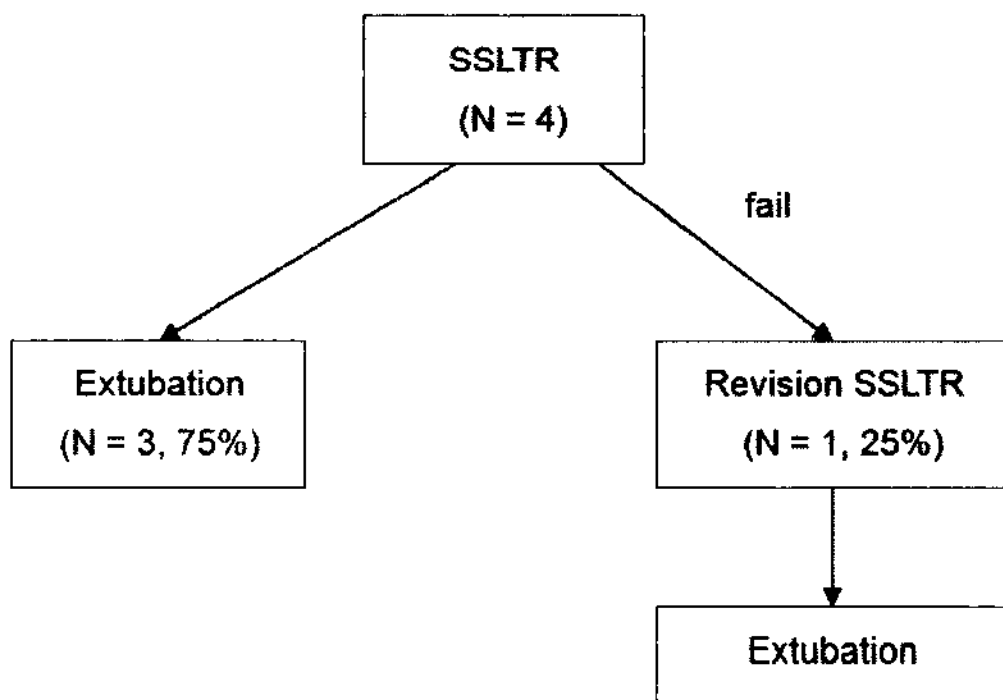 SSLTR
(N = 4)
fail
Extubation
(N = 3, 75%)
Revision SSLTR
(N = 1, 25%)
Extubation